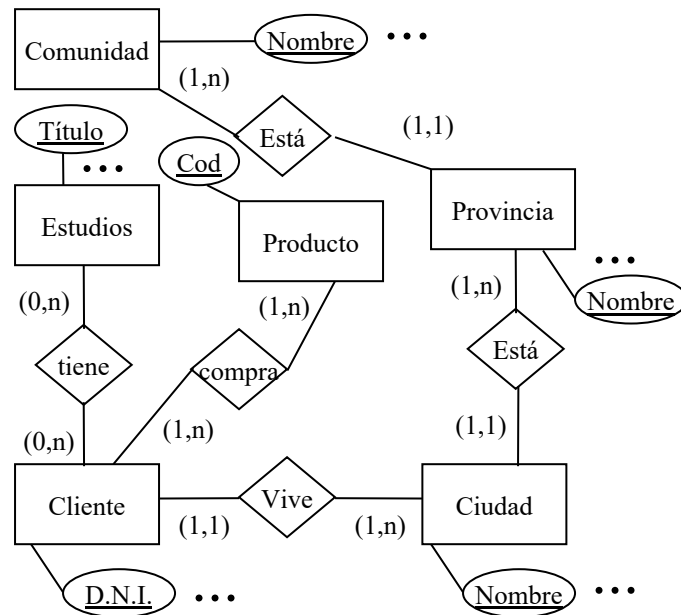 Comunidad
Nombre
...
(1,n)
Está
(1,1)
Título
...
Cod
Estudios
Producto
Provincia
...
Nombre
(0,n)
(1,n)
(1,n)
tiene
compra
Está
(0,n)
(1,n)
(1,1)
Cliente
Vive
Ciudad
(1,1)
(1,n)
D.N.I.
...
Nombre
...